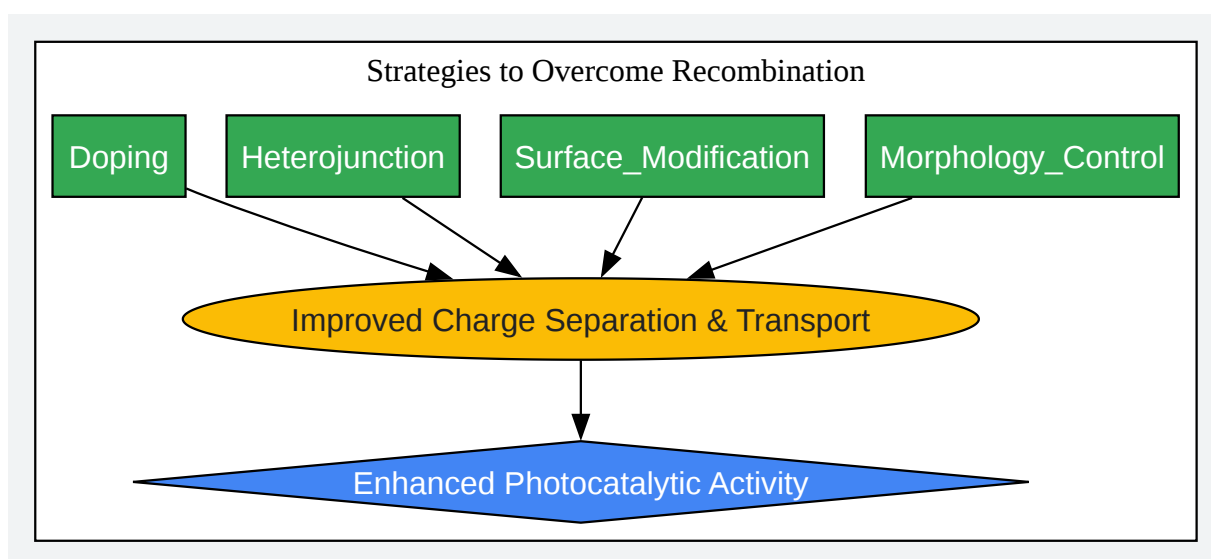 Strategies to Overcome Recombination
Doping
Heterojunction
Surface_Modification
Morphology_Control
Improved Charge Separation & Transport
Enhanced Photocatalytic Activity